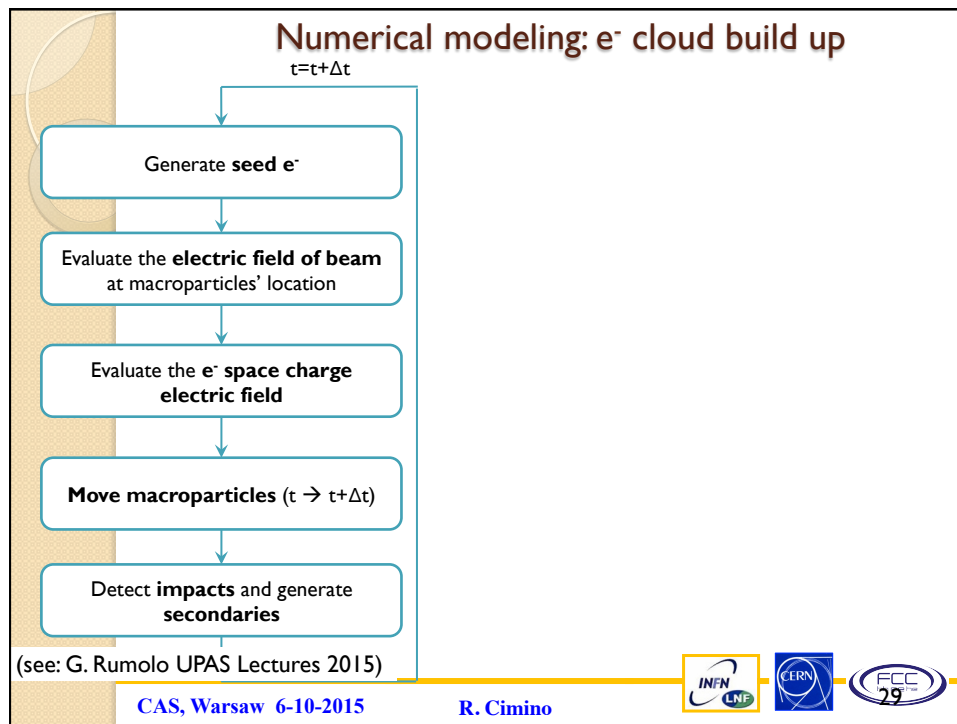 Numerical modeling: e⁻ cloud build up
t=t+Δt
Generate seed e⁻
Evaluate the electric field of beam
at macroparticles' location
Evaluate the e⁻ space charge
electric field
Move macroparticles (t → t+Δt)
Detect impacts and generate
secondaries
(see: G. Rumolo UPAS Lectures 2015)
CAS, Warsaw 6-10-2015
R. Cimino
INFN
LNF
CERN
FCC
29